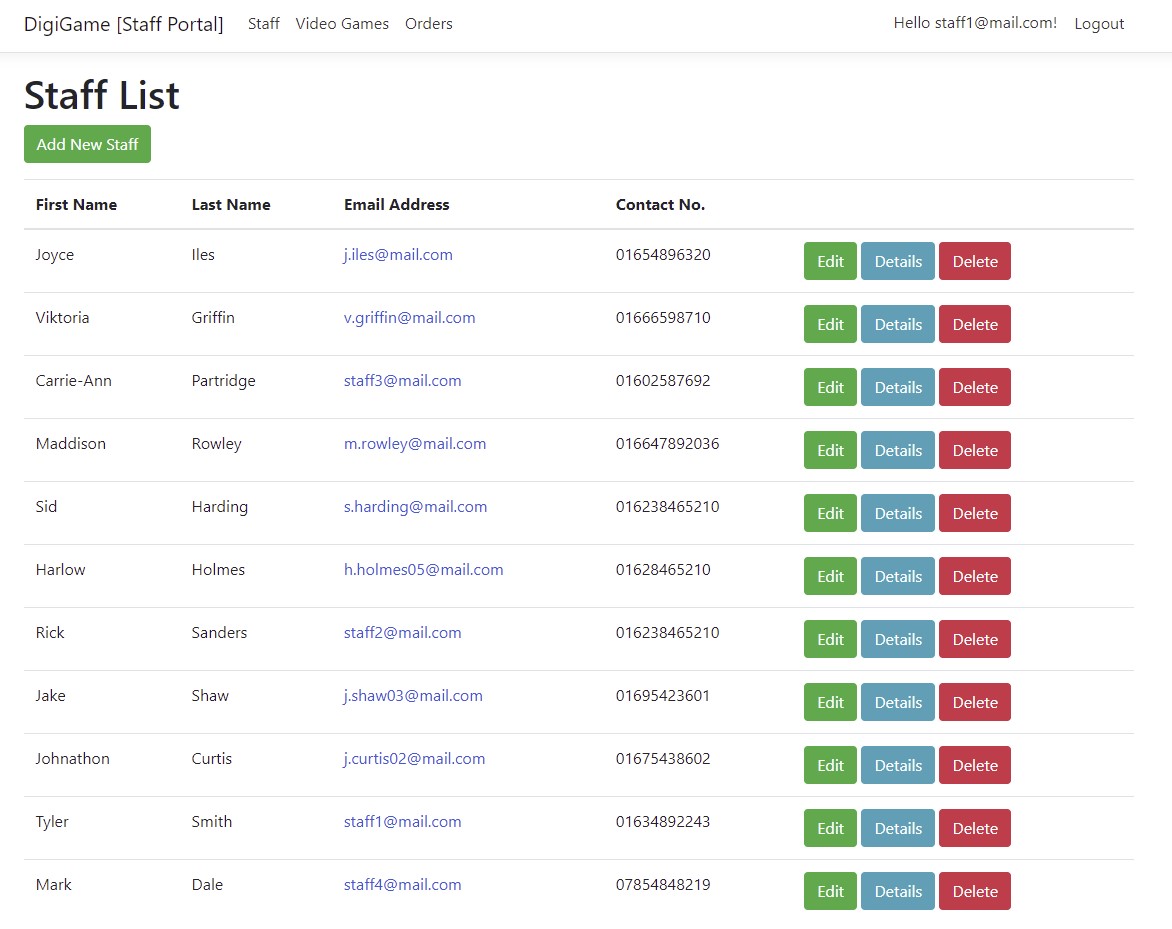 DigiGame [Staff Portal] Staff Video Games Orders Hello staff1@mail.com! Logout
Staff List
Add New Staff
First Name Last Name Email Address Contact No.
Joyce Iles j.iles@mail.com 01654896320 Edit Details Delete
Viktoria Griffin v.griffin@mail.com 01666598710 Edit Details Delete
Carrie-Ann Partridge staff3@mail.com 01602587692 Edit Details Delete
Maddison Rowley m.rowley@mail.com 016647892036 Edit Details Delete
Sid Harding s.harding@mail.com 016238465210 Edit Details Delete
Harlow Holmes h.holmes05@mail.com 01628465210 Edit Details Delete
Rick Sanders staff2@mail.com 016238465210 Edit Details Delete
Jake Shaw j.shaw03@mail.com 01695423601 Edit Details Delete
Johnathon Curtis j.curtis02@mail.com 01675438602 Edit Details Delete
Tyler Smith staff1@mail.com 01634892243 Edit Details Delete
Mark Dale staff4@mail.com 07854848219 Edit Details Delete